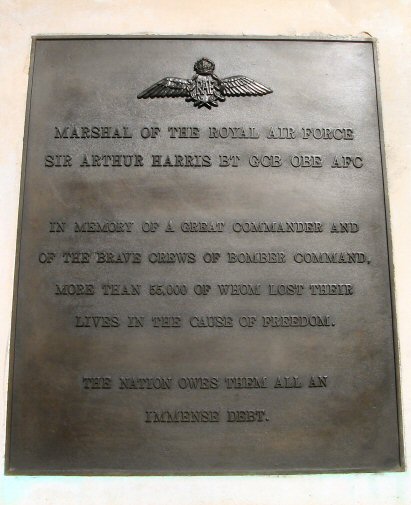 RAF
MARSHAL OF THE ROYAL AIR FORCE
SIR ARTHUR HARRIS BT GCB OBE AFC
IN MEMORY OF A GREAT COMMANDER AND
OF THE BRAVE CREWS OF BOMBER COMMAND,
MORE THAN 55,000 OF WHOM LOST THEIR
LIVES IN THE CAUSE OF FREEDOM.
THE NATION OWES THEM ALL AN
IMMENSE DEBT.